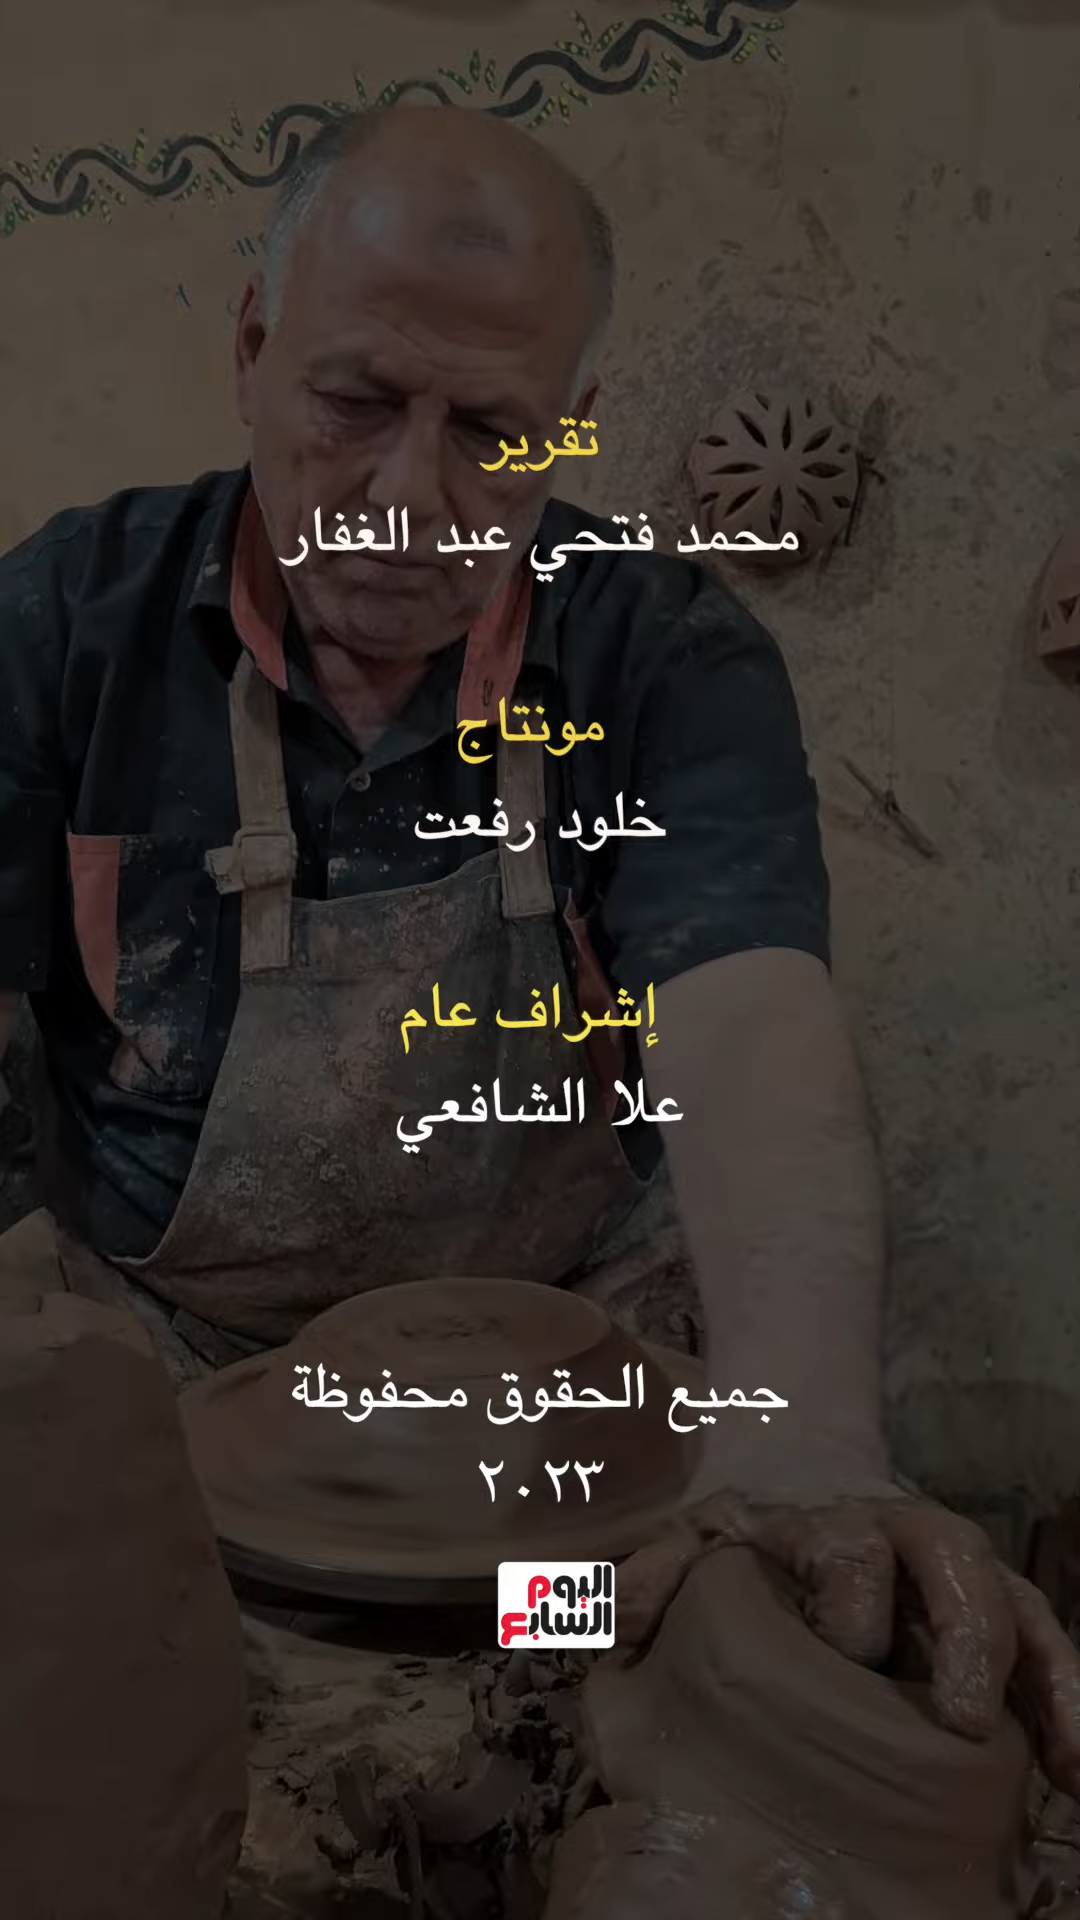 تقرير
محمد فتحي عبد الغفار
مونتاج
خلود رفعت
إشراف عام
علا الشافعي
جميع الحقوق محفوظة
٢٠٢٣
اليوم
السابع